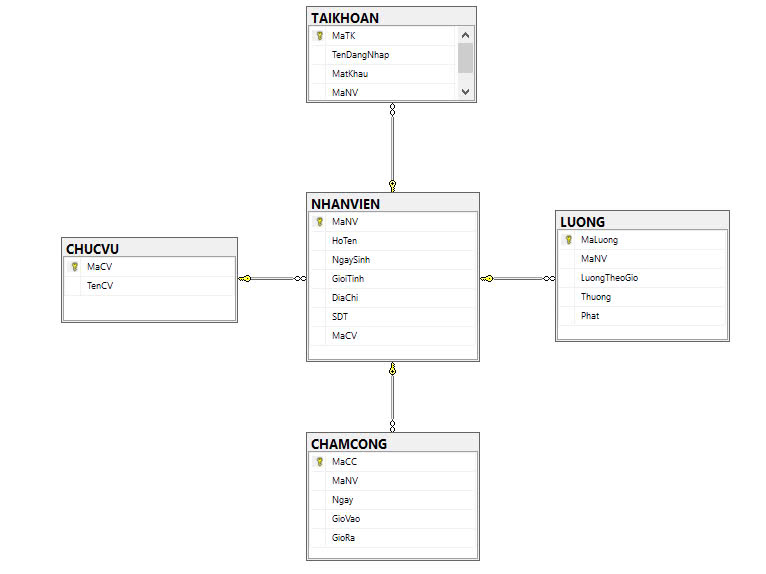 TAIKHOAN
MaTK
TenDangNhap
MatKhau
MaNV
NHANVIEN
MaNV
HoTen
NgaySinh
GioiTinh
DiaChi
SDT
MaCV
CHUCVU
MaCV
TenCV
LUONG
MaLuong
MaNV
LuongTheoGio
Thuong
Phat
CHAMCONG
MaCC
MaNV
Ngay
GioVao
GioRa